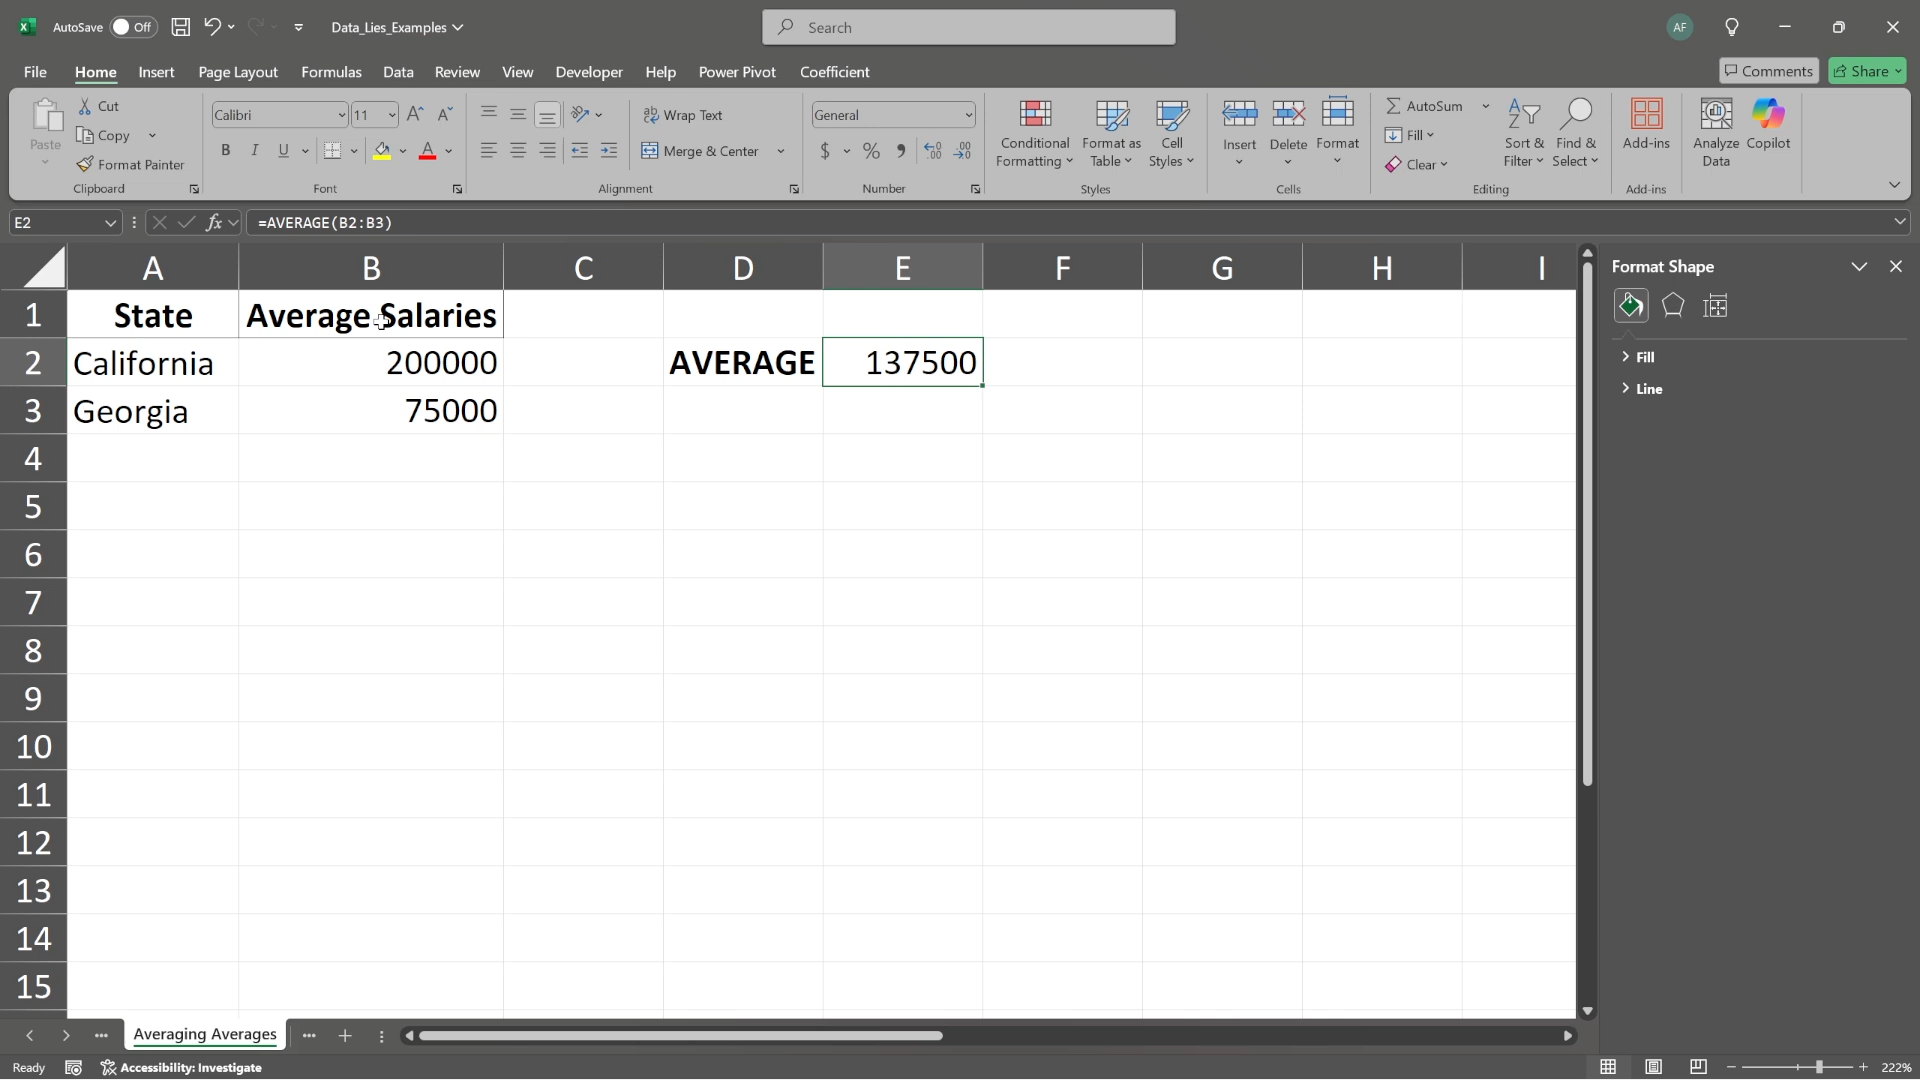 AutoSave Off Data_Lies_Examples Search AF
File Home Insert Page Layout Formulas Data Review View Developer Help Power Pivot Coefficient Comments Share
Paste Cut Copy Format Painter Clipboard
Calibri 11 B I U A Font
Wrap Text Merge & Center Alignment
General $ % Number
Conditional Formatting Format as Table Cell Styles Styles
Insert Delete Format Cells
AutoSum Fill Clear Sort & Filter Find & Select Editing
Add-ins Add-ins
Analyze Data Copilot
E2 fx =AVERAGE(B2:B3)
A B C D E F G H I
1 State Average Salaries
2 California 200000 AVERAGE 137500
3 Georgia 75000
4
5
6
7
8
9
10
11
12
13
14
15
Format Shape
Fill
Line
Averaging Averages
Ready Accessibility: Investigate 222%